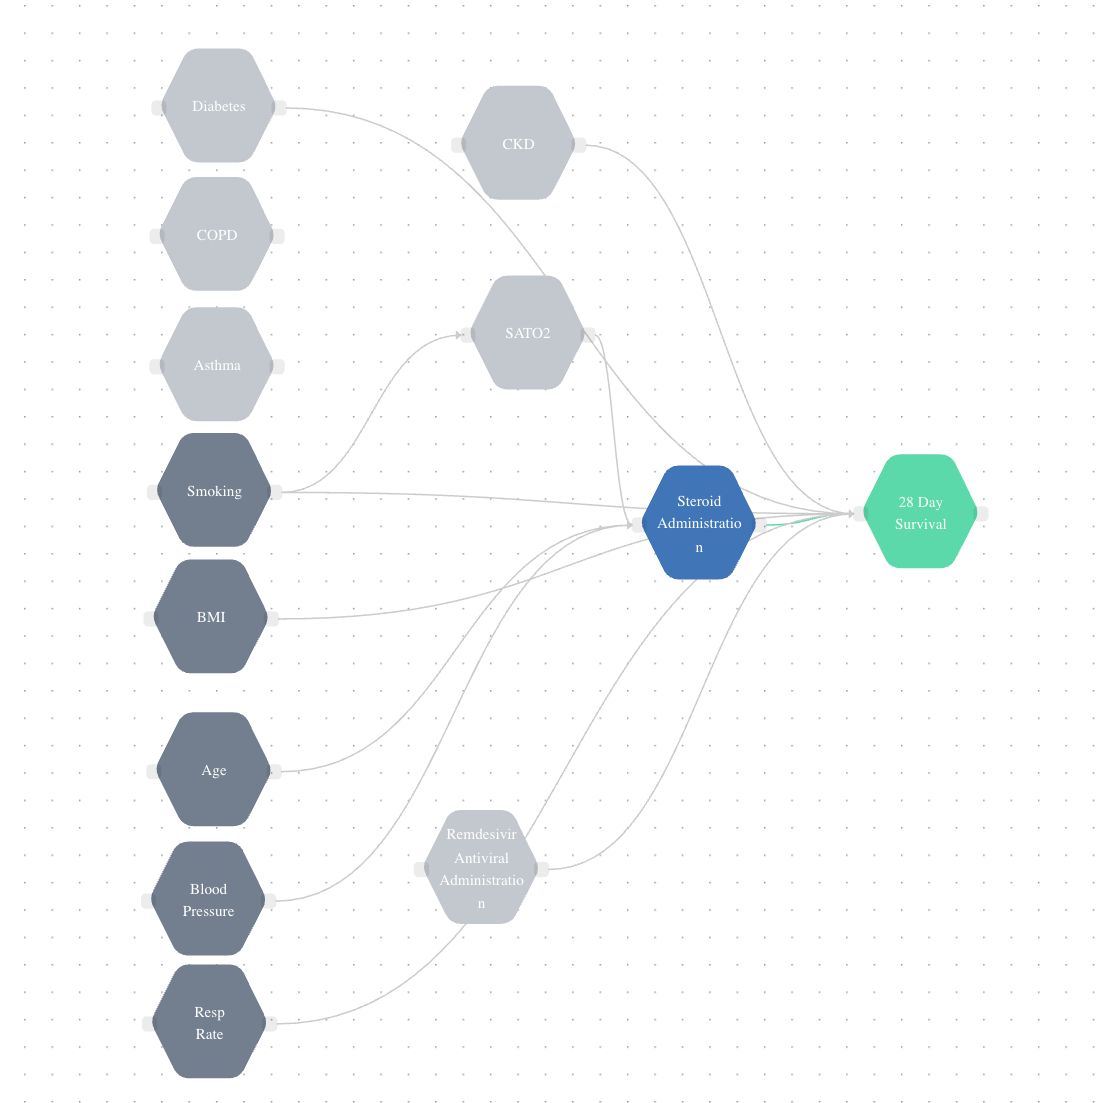 Diabetes
CKD
COPD
SATO2
Asthma
Smoking
Steroid
Administratio
n
28 Day
Survival
BMI
Age
Remdesivir
Antiviral
Administratio
n
Blood
Pressure
Resp
Rate